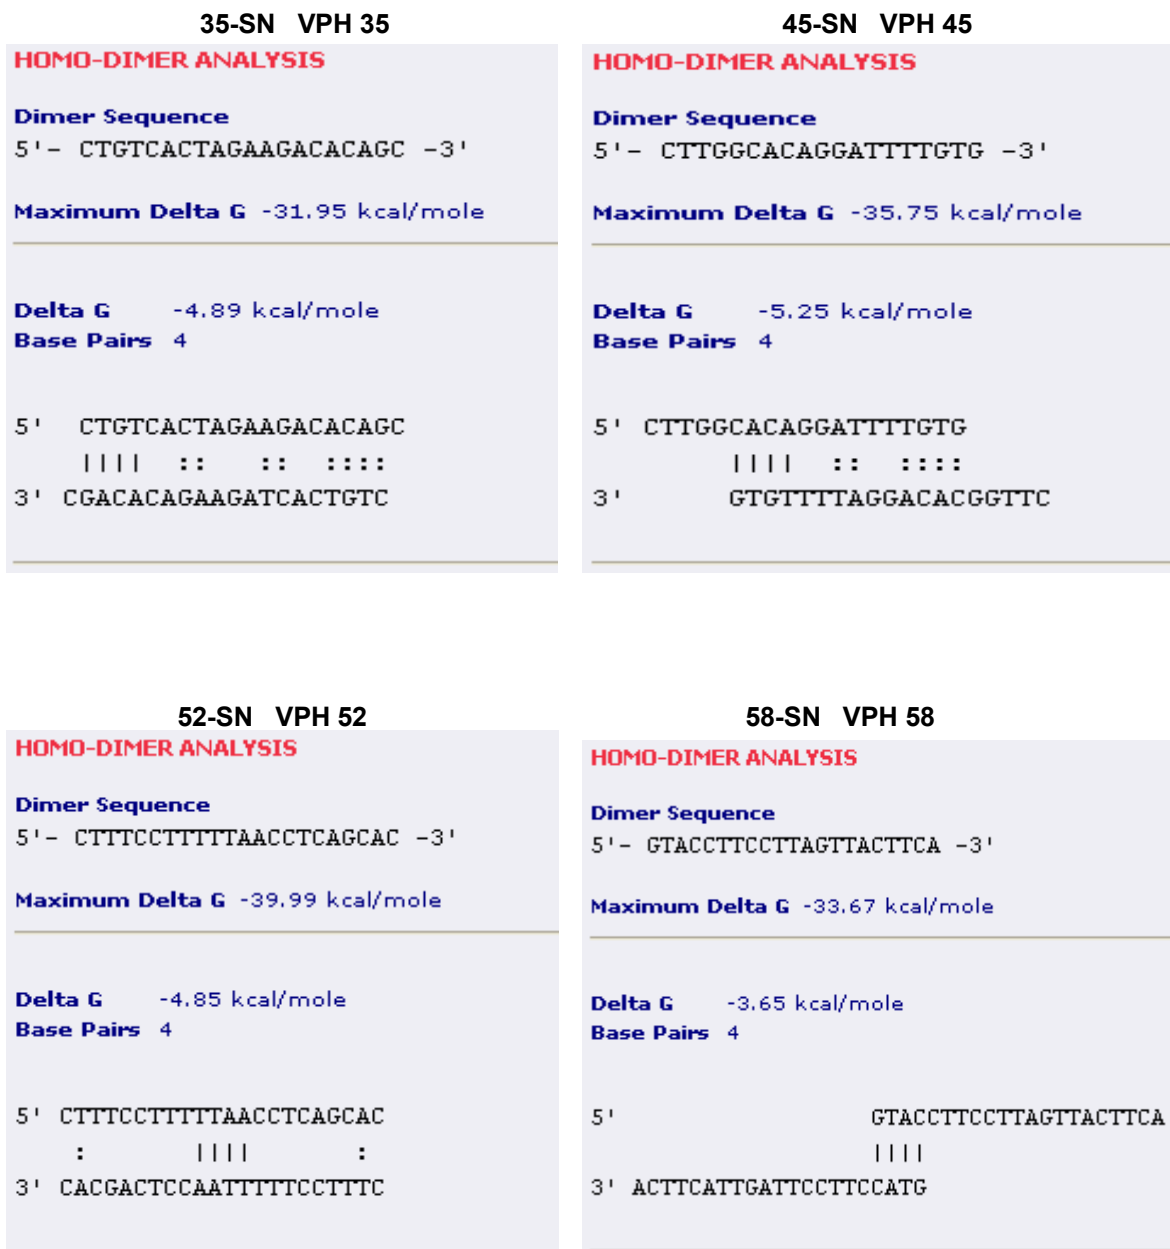 35-SN VPH 35
HOMO-DIMER ANALYSIS
Dimer Sequence
5'- CTGTCACTAGAAGACACAGC -3'
Maximum Delta G -31.95 kcal/mole
Delta G -4.89 kcal/mole
Base Pairs 4
5' CTGTCACTAGAAGACACAGC
|||| :: :: ::::
3' CGACACAGAAGATCACTGTC
45-SN VPH 45
HOMO-DIMER ANALYSIS
Dimer Sequence
5'- CTTGGCACAGGATTTTGTG -3'
Maximum Delta G -35.75 kcal/mole
Delta G -5.25 kcal/mole
Base Pairs 4
5' CTTGGCACAGGATTTTGTG
|||| :: ::::
3' GTGTTTTAGGACACGGTTC
52-SN VPH 52
HOMO-DIMER ANALYSIS
Dimer Sequence
5'- CTTTCCTTTTTAACCTCAGCAC -3'
Maximum Delta G -39.99 kcal/mole
Delta G -4.85 kcal/mole
Base Pairs 4
5' CTTTCCTTTTTAACCTCAGCAC
: |||| :
3' CACGACTCCAATTTTTCCTTTC
58-SN VPH 58
HOMO-DIMER ANALYSIS
Dimer Sequence
5'- GTACCTTCCTTAGTTACTTCA -3'
Maximum Delta G -33.67 kcal/mole
Delta G -3.65 kcal/mole
Base Pairs 4
5' GTACCTTCCTTAGTTACTTCA
||||
3' ACTTCATTGATTCCTTCCATG